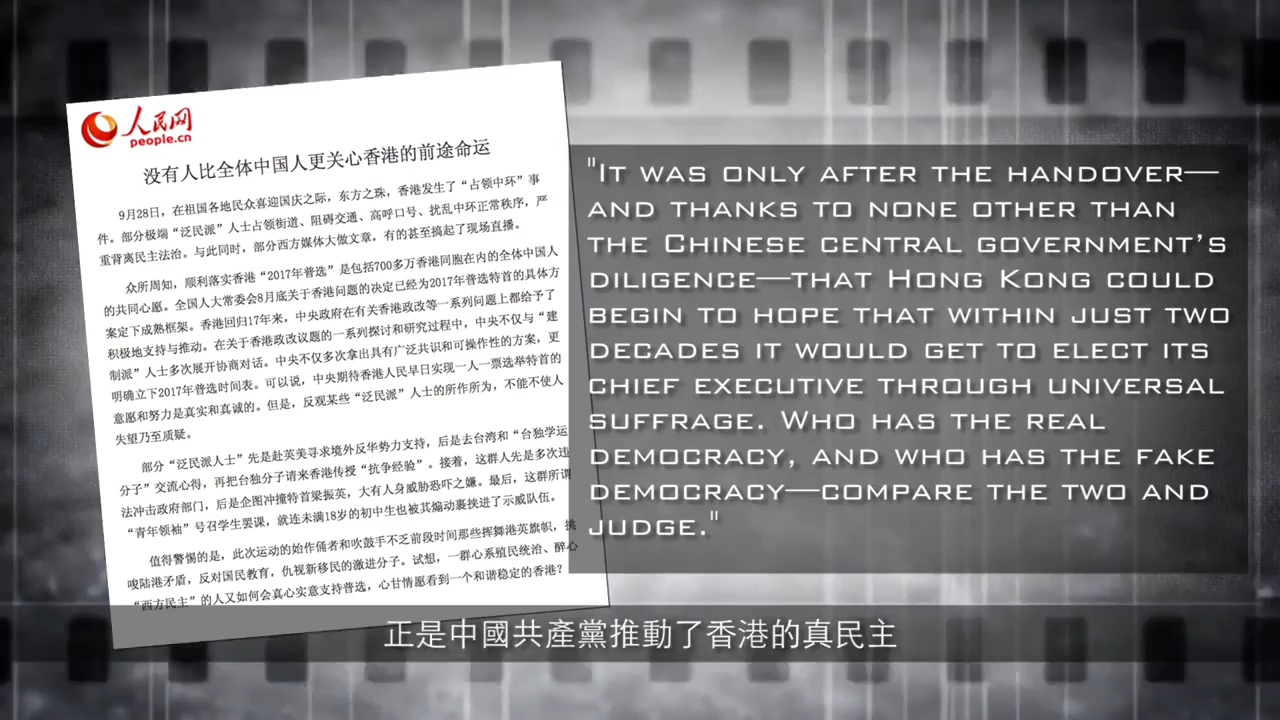 人民网
people.cn
没有人比全体中国人更关心香港的前途命运
9月28日，在祖国各地民众喜迎国庆之际，东方之珠，香港发生了“占领中环”事
件。部分极端“泛民派”人士占领街道、阻碍交通、高呼口号、扰乱中环正常秩序，严
重背离民主法治。与此同时，部分西方媒体大做文章，有的甚至搞起了现场直播。
众所周知，顺利落实香港“2017年普选”是包括700多万香港同胞在内的全体中国人
的共同心愿。全国人大常委会8月底关于香港问题的决定已经为2017年普选特首的具体方
案定下成熟框架。香港回归17年来，中央政府在有关香港政改等一系列问题上都给予了
积极地支持与推动。在关于香港政改议题的一系列探讨和研究过程中，中央不仅与“建
制派”人士多次展开协商对话。中央不仅多次拿出具有广泛共识和可操作性的方案，更
明确立下2017年普选时间表。可以说，中央期待香港人民早日实现一人一票选举特首的
意愿和努力是真实和真诚的。但是，反观某些“泛民派”人士的所作所为，不能不使人
失望乃至质疑。
部分“泛民派人士”先是赴英美寻求境外反华势力支持，后是去台湾和“台独学运
分子”交流心得，再把台独分子请来香港传授“抗争经验”。接着，这群人先是多次违
法冲击政府部门，后是企图冲撞特首梁振英，大有人身威胁恐吓之嫌。最后，这群所谓
“青年领袖”号召学生罢课，就连未满18岁的初中生也被其煽动裹挟进了示威队伍。
值得警惕的是，此次运动的始作俑者和吹鼓手不乏前段时间那些挥舞港英旗帜，挑
唆陆港矛盾，反对国民教育，仇视新移民的激进分子。试想，一群心系殖民统治、醉心
“西方民主”的人又如何会真心实意支持普选，心甘情愿看到一个和谐稳定的香港？
"It was only after the handover—
and thanks to none other than
the Chinese central government's
diligence—that Hong Kong could
begin to hope that within just two
decades it would get to elect its
chief executive through universal
suffrage. Who has the real
democracy, and who has the fake
democracy—compare the two and
judge."
正是中國共產黨推動了香港的真民主